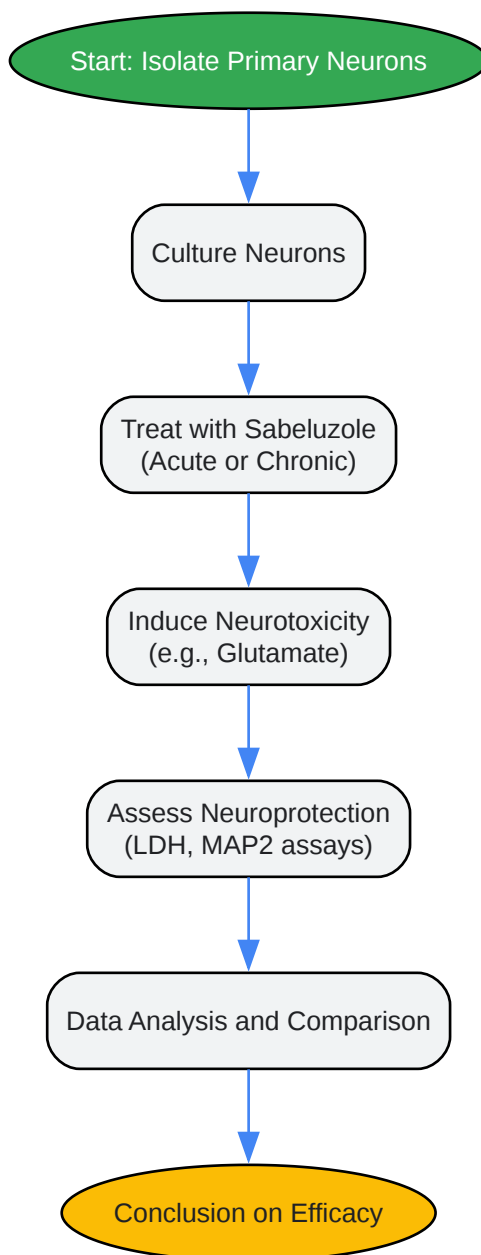 Start: Isolate Primary Neurons
Culture Neurons
Treat with Sabeluzole
(Acute or Chronic)
Induce Neurotoxicity
(e.g., Glutamate)
Assess Neuroprotection
(LDH, MAP2 assays)
Data Analysis and Comparison
Conclusion on Efficacy